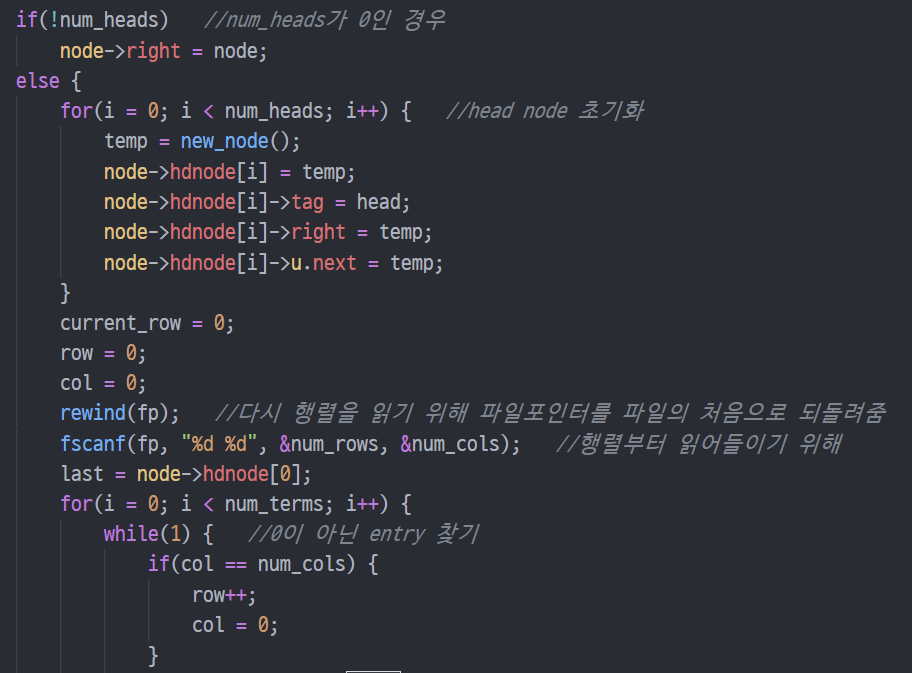 if(!num_heads)   //num_heads가 0인 경우
    node->right = node;
else {
    for(i = 0; i < num_heads; i++) {   //head node 초기화
        temp = new_node();
        node->hdnode[i] = temp;
        node->hdnode[i]->tag = head;
        node->hdnode[i]->right = temp;
        node->hdnode[i]->u.next = temp;
    }
    current_row = 0;
    row = 0;
    col = 0;
    rewind(fp);   //다시 행렬을 읽기 위해 파일포인터를 파일의 처음으로 되돌려줌
    fscanf(fp, "%d %d", &num_rows, &num_cols);   //행렬부터 읽어들이기 위해
    last = node->hdnode[0];
    for(i = 0; i < num_terms; i++) {
        while(1) {   //0이 아닌 entry 찾기
            if(col == num_cols) {
                row++;
                col = 0;
            }